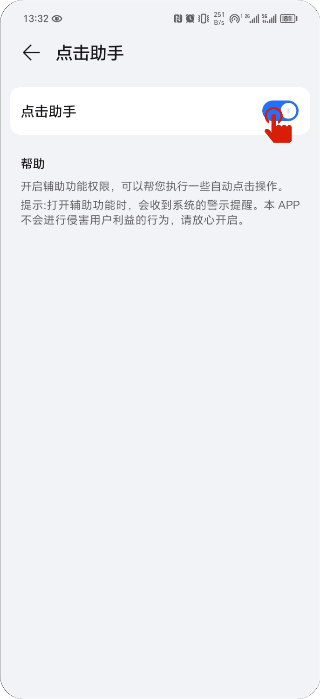 13:32
251 B/s
2G
5G
85
点击助手
点击助手
帮助
开启辅助功能权限，可以帮您执行一些自动点击操作。
提示:打开辅助功能时，会收到系统的警示提醒。本 APP
不会进行侵害用户利益的行为，请放心开启。